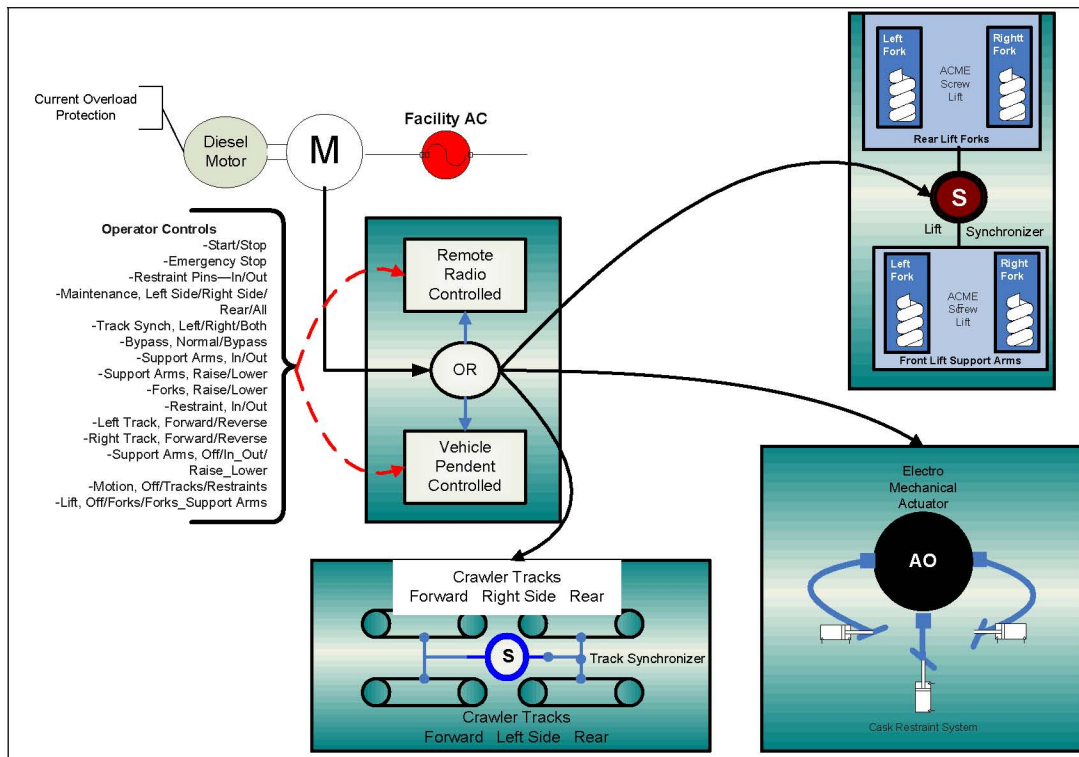 Current Overload
Protection
Diesel
Motor
M
Facility AC
Operator Controls
-Start/Stop
-Emergency Stop
-Restraint Pins—In/Out
-Maintenance, Left Side/Right Side/
Rear/All
-Track Synch, Left/Right/Both
-Bypass, Normal/Bypass
-Support Arms, In/Out
-Support Arms, Raise/Lower
-Forks, Raise/Lower
-Restraint, In/Out
-Left Track, Forward/Reverse
-Right Track, Forward/Reverse
-Support Arms, Off/In_Out/
Raise_Lower
-Motion, Off/Tracks/Restraints
-Lift, Off/Forks/Forks_Support Arms
Remote
Radio
Controlled
OR
Vehicle
Pendent
Controlled
Left
Fork
ACME
Screw
Lift
Rightt
Fork
Rear Lift Forks
S
Lift Synchronizer
Left
Fork
ACME
Screw
Lift
Right
Fork
Front Lift Support Arms
Crawler Tracks
Forward Right Side Rear
S
Track Synchronizer
Crawler Tracks
Forward Left Side Rear
Electro
Mechanical
Actuator
AO
Cask Restraint System